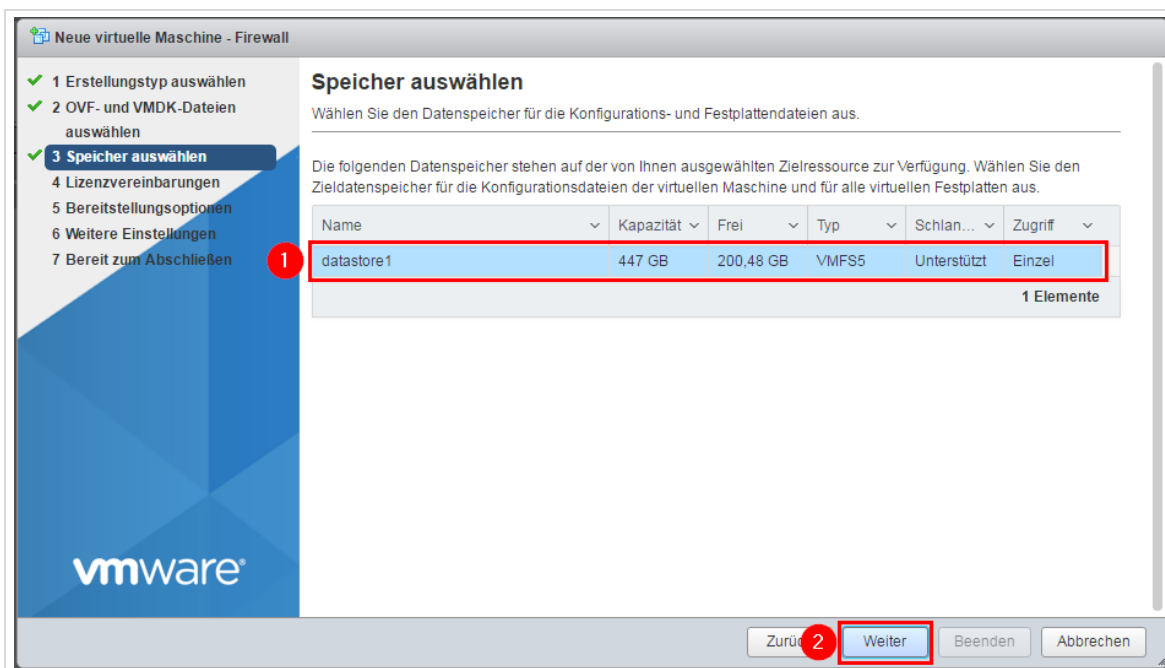 Neue virtuelle Maschine - Firewall
1 Erstellungstyp auswählen
2 OVF- und VMDK-Dateien
auswählen
3 Speicher auswählen
4 Lizenzvereinbarungen
5 Bereitstellungsoptionen
6 Weitere Einstellungen
7 Bereit zum Abschließen
vmware®
Speicher auswählen
Wählen Sie den Datenspeicher für die Konfigurations- und Festplattendateien aus.
Die folgenden Datenspeicher stehen auf der von Ihnen ausgewählten Zielressource zur Verfügung. Wählen Sie den
Zieldatenspeicher für die Konfigurationsdateien der virtuellen Maschine und für alle virtuellen Festplatten aus.
Name Kapazität Frei Typ Schlan... Zugriff
1 datastore1 447 GB 200,48 GB VMFS5 Unterstützt Einzel
1 Elemente
2 Weiter Beenden Abbrechen